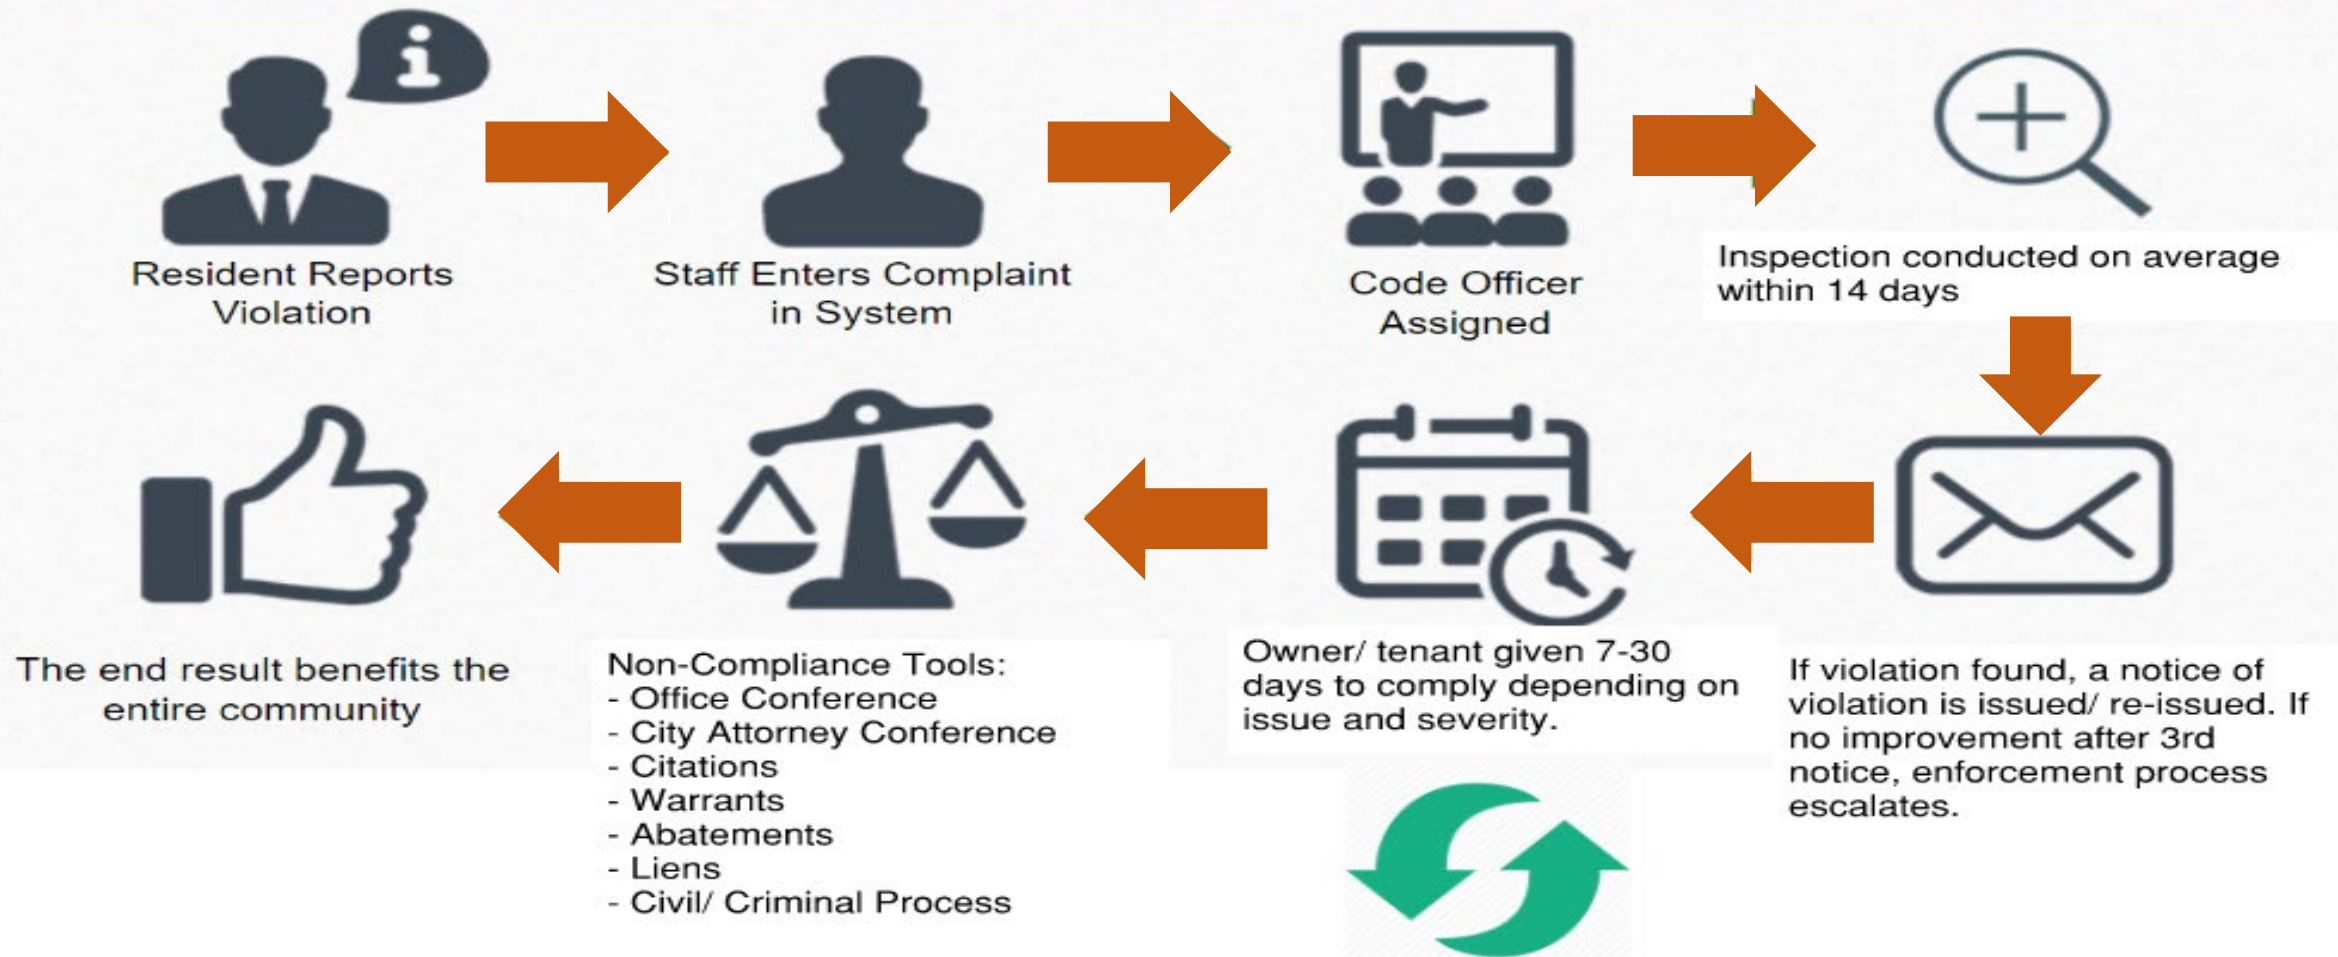 Resident Reports
Violation
Staff Enters Complaint
in System
Code Officer
Assigned
Inspection conducted on average
within 14 days
If violation found, a notice of
violation is issued/ re-issued. If
no improvement after 3rd
notice, enforcement process
escalates.
Owner/ tenant given 7-30
days to comply depending on
issue and severity.
Non-Compliance Tools:
- Office Conference
- City Attorney Conference
- Citations
- Warrants
- Abatements
- Liens
- Civil/ Criminal Process
The end result benefits the
entire community